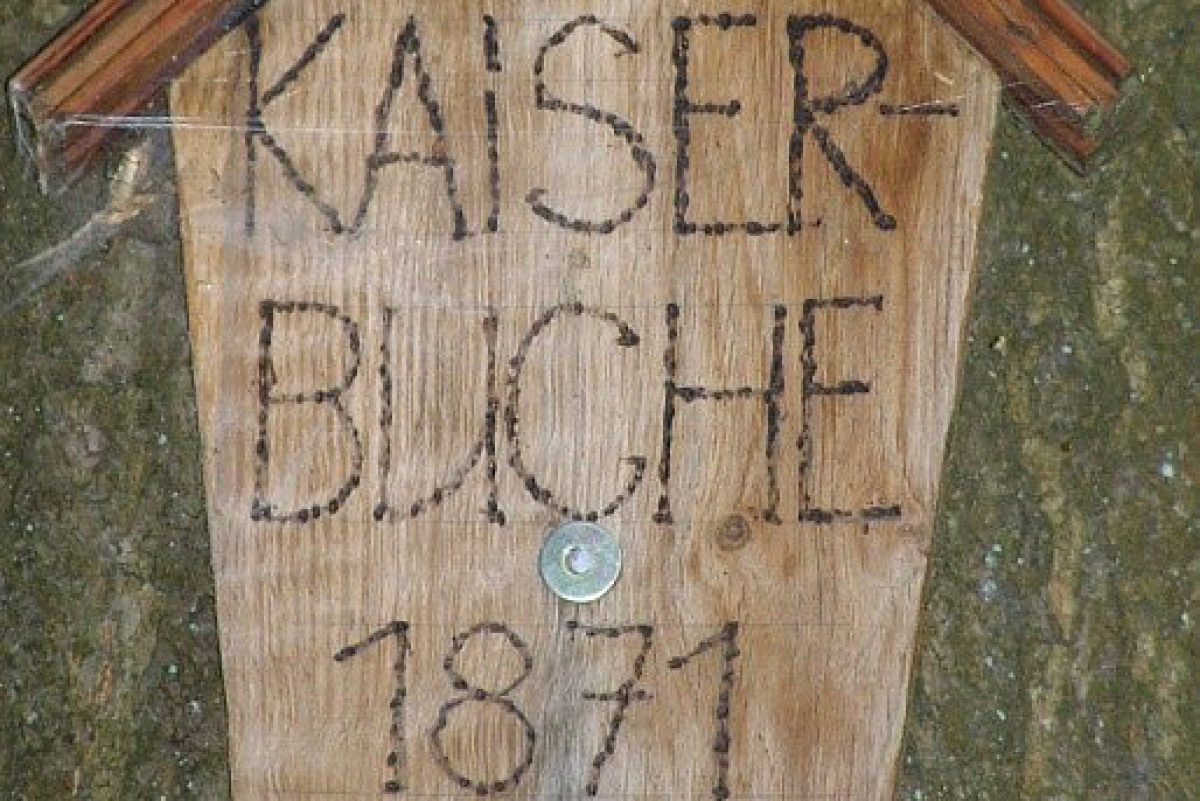 KAISER-
BUCHE
1871